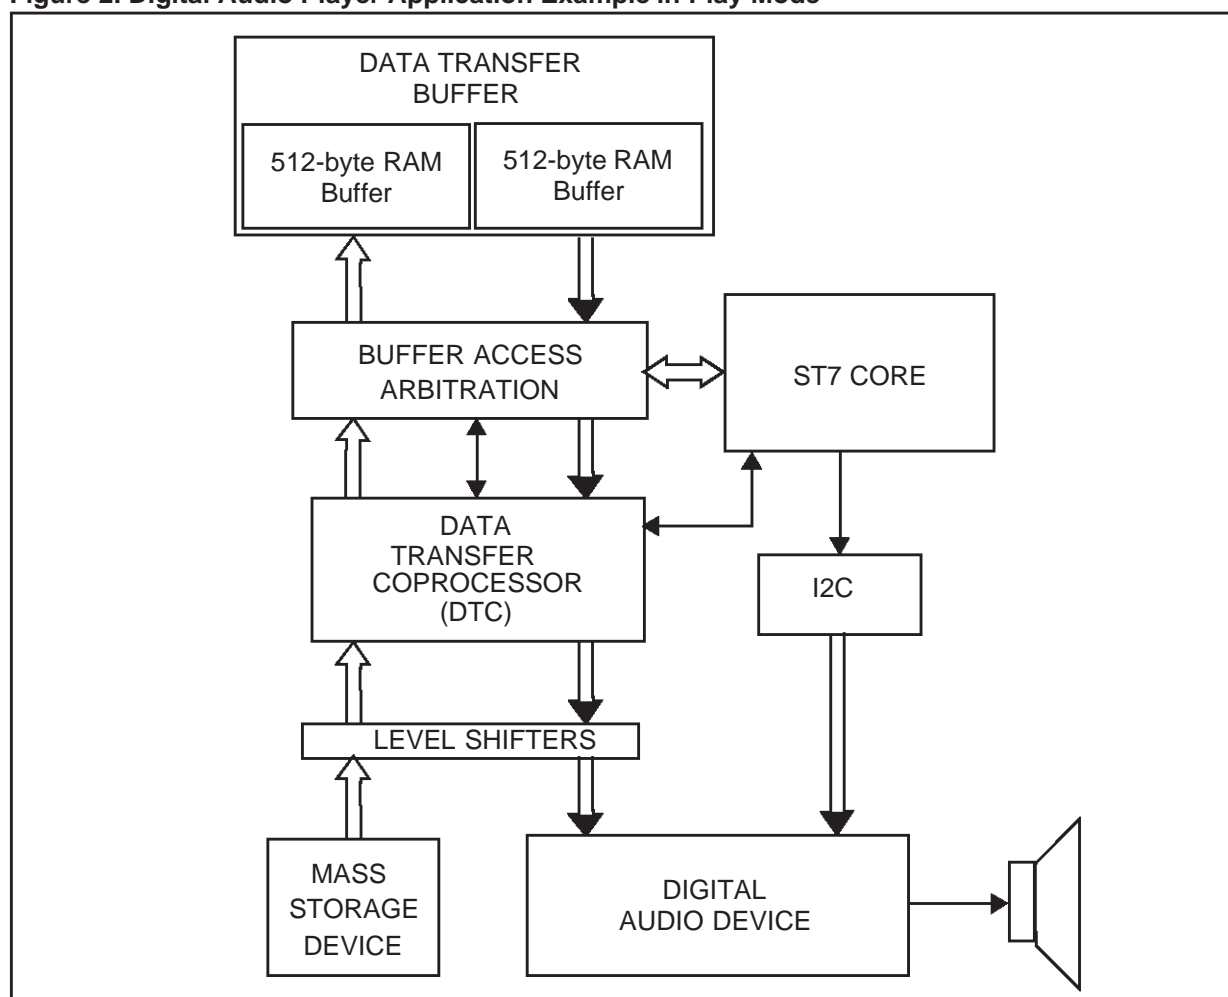 Figure 2. Digital Audio Player Application Example in Play Mode
DATA TRANSFER
BUFFER
512-byte RAM
Buffer
512-byte RAM
Buffer
BUFFER ACCESS
ARBITRATION
ST7 CORE
DATA
TRANSFER
COPROCESSOR
(DTC)
I2C
LEVEL SHIFTERS
MASS
STORAGE
DEVICE
DIGITAL
AUDIO DEVICE